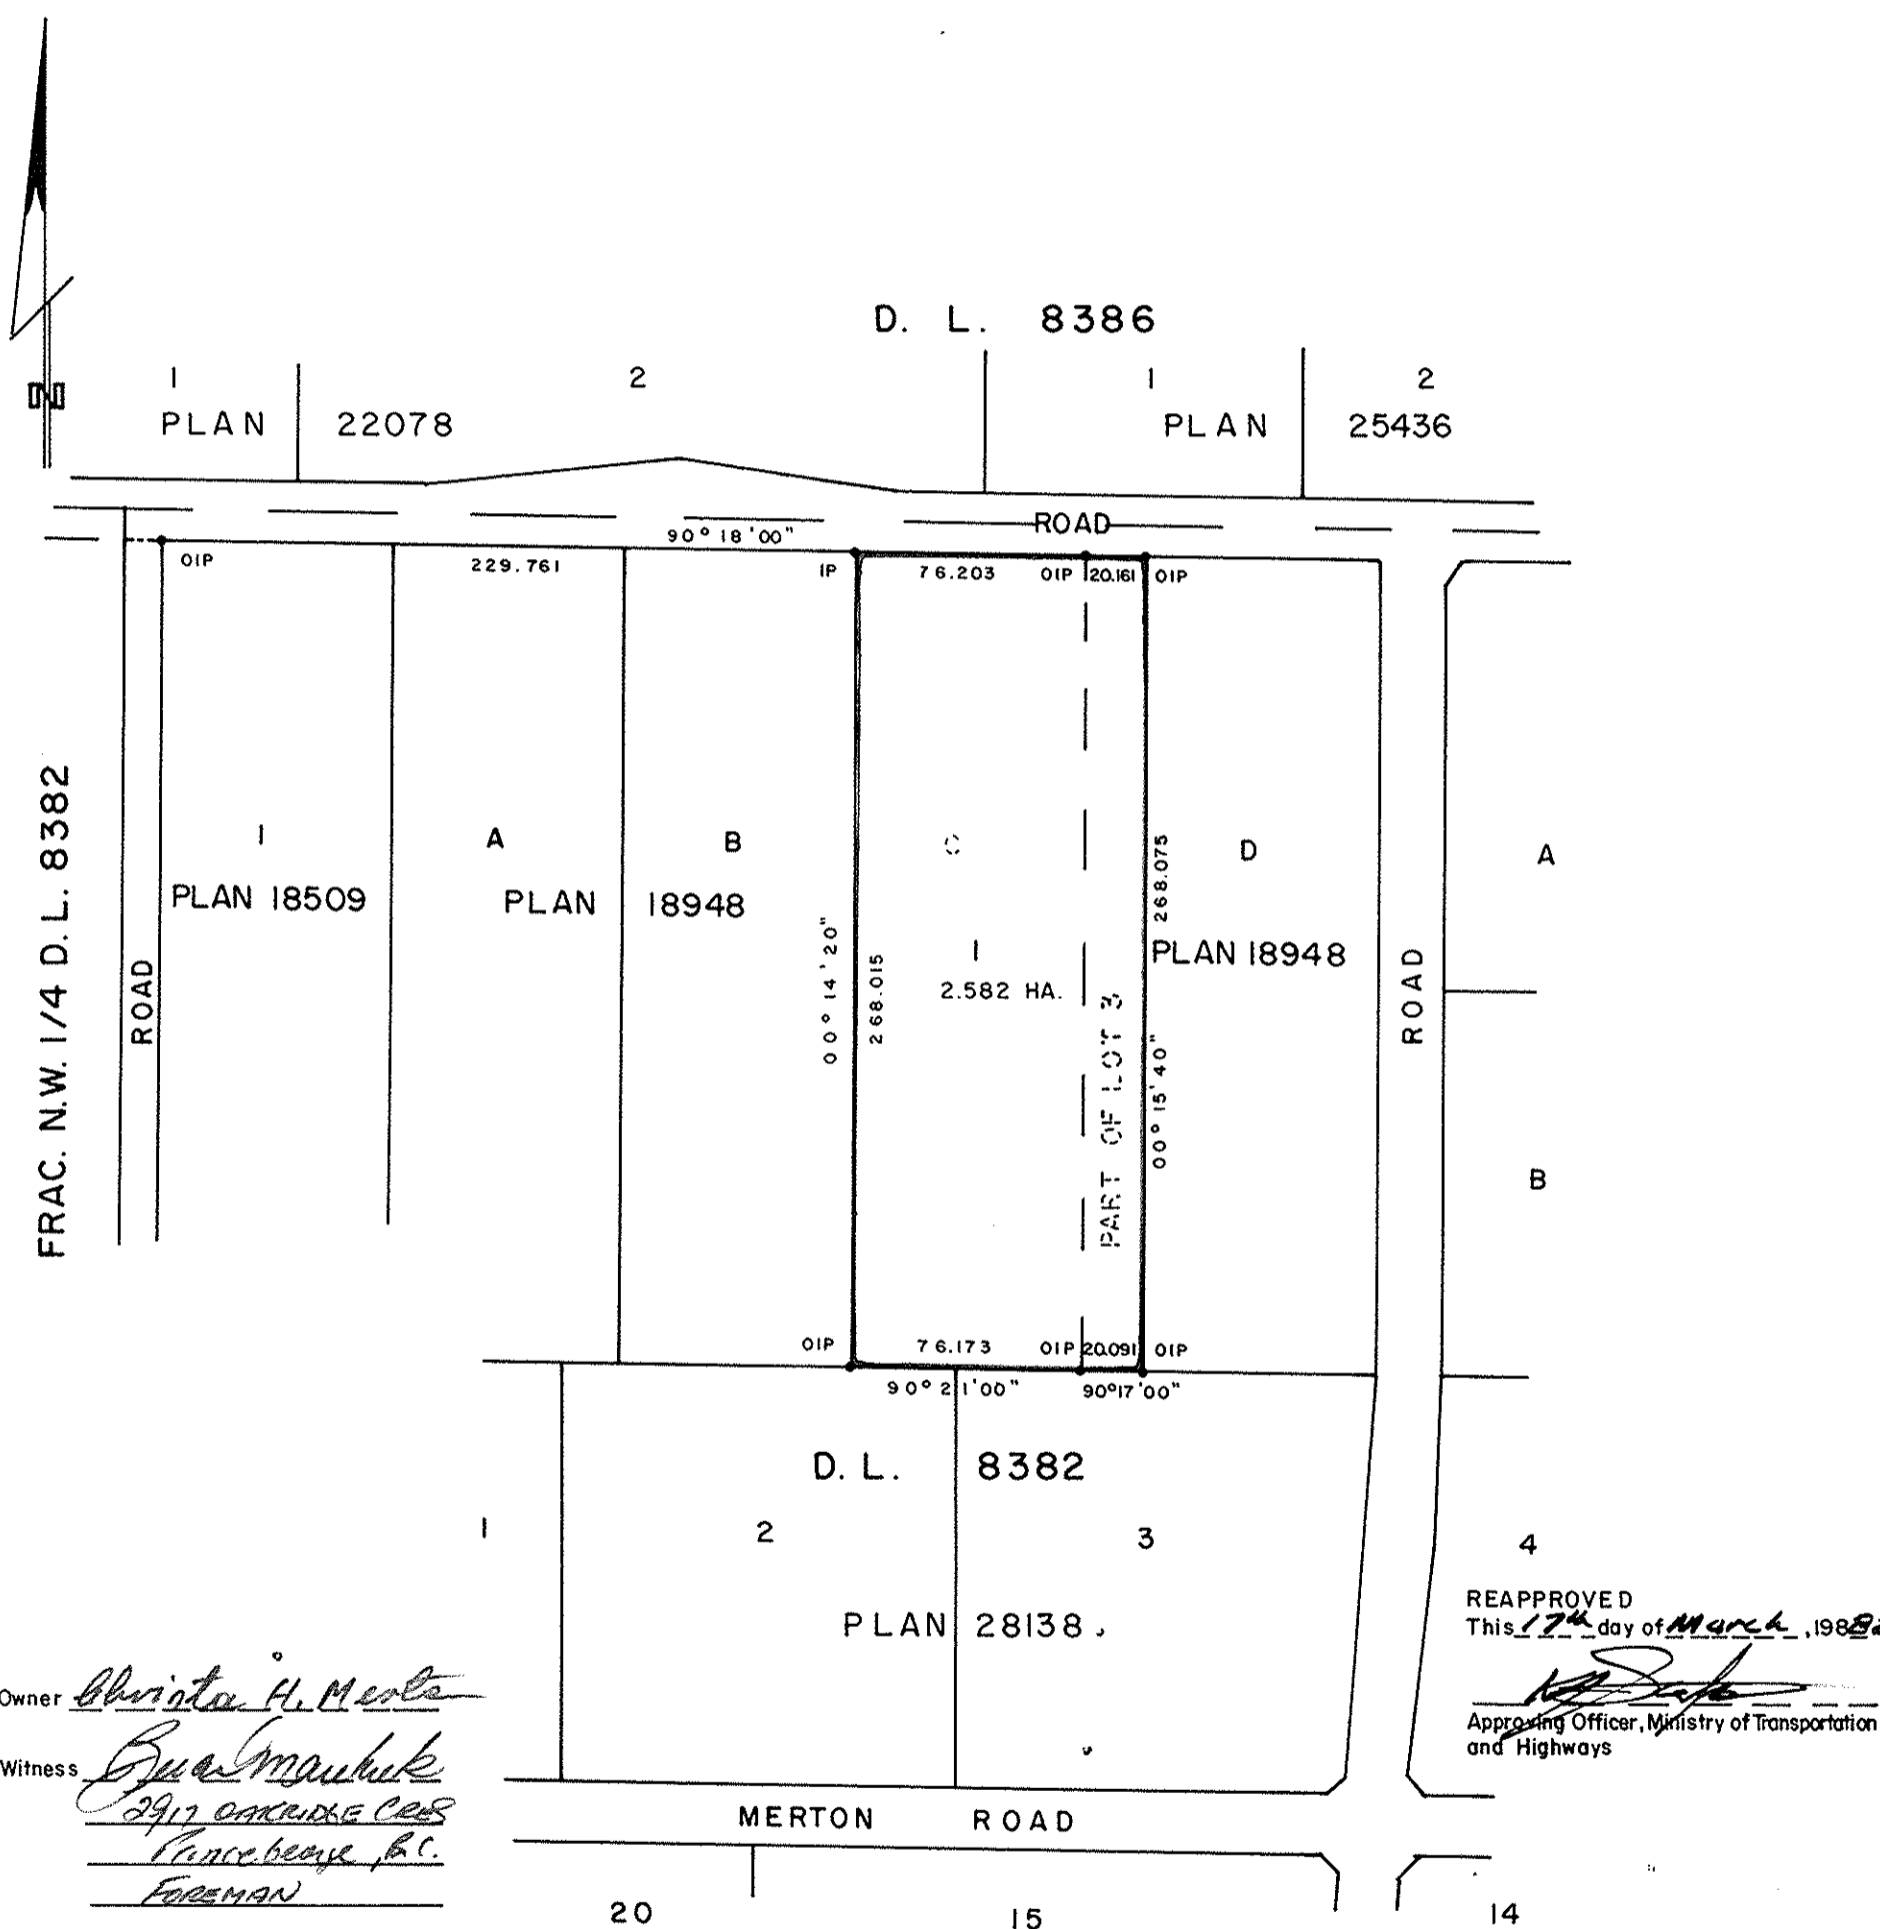 D. L. 8386
1 2 1 2
N
PLAN 22078 PLAN 25436
ROAD
90° 18' 00"
OIP 229.761 IP 76.203 OIP 20.161 OIP
FRAC. N.W. 1/4 D. L. 8382
ROAD
1 A B C D A
PLAN 18509 PLAN 18948
268.075
00° 14' 20"
268.015
1
2.582 HA.
PART OF LOT 3
00° 15' 40"
PLAN 18948
ROAD
B
OIP 76.173 OIP 20.091 OIP
90° 21' 00" 90° 17' 00"
D. L. 8382
1 2 3 4
PLAN 28138
REAPPROVED
This 17th day of March, 198
Approving Officer, Ministry of Transportation
and Highways
Owner H.
Witness
2917 OAKRIDGE CRES
Prince George, B.C.
FOREMAN
MERTON ROAD
20 15 14